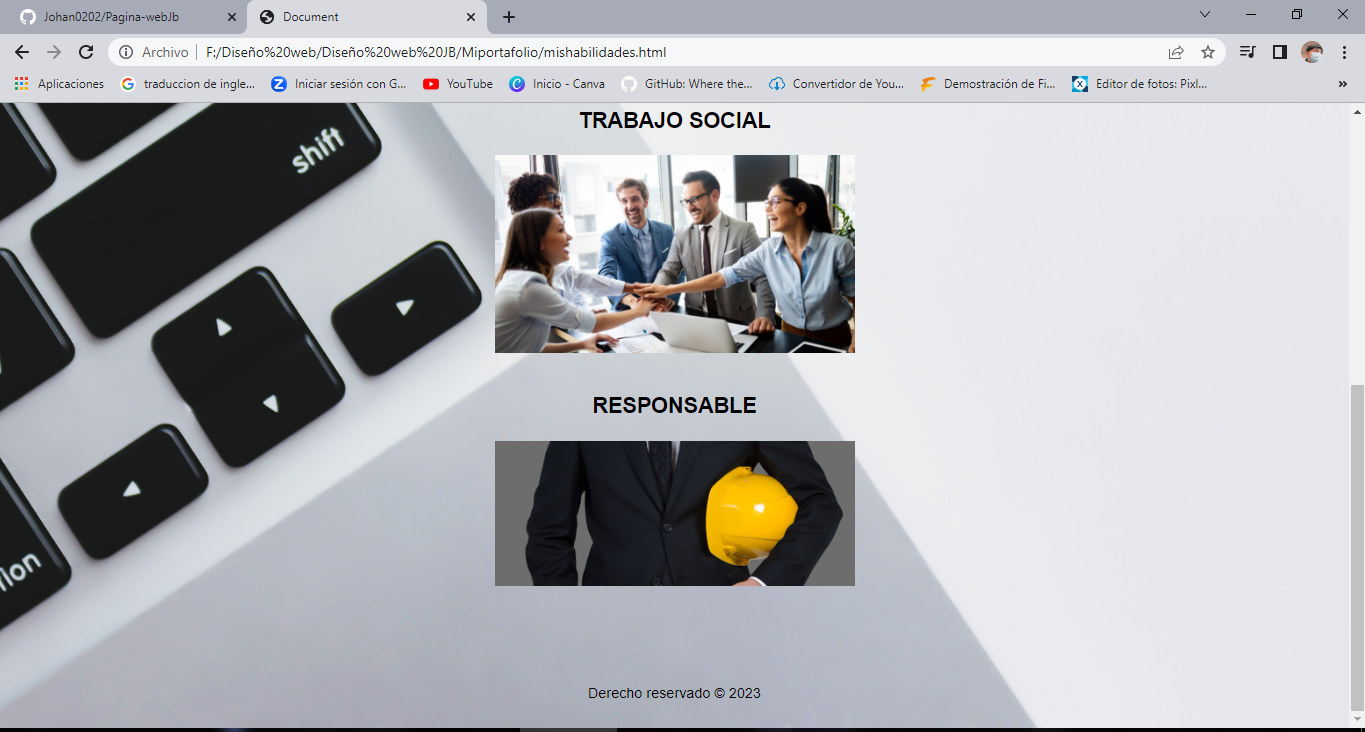 Johan0202/Pagina-webJb
Document
Archivo
F:/Diseño%20web/Diseño%20web%20JB/Miportafolio/mishabilidades.html
Aplicaciones
traduccion de ingle...
Iniciar sesión con G...
YouTube
Inicio - Canva
GitHub: Where the...
Convertidor de You...
Demostración de Fi...
Editor de fotos: Pixl...
»
TRABAJO SOCIAL
shift
RESPONSABLE
tion
Derecho reservado © 2023